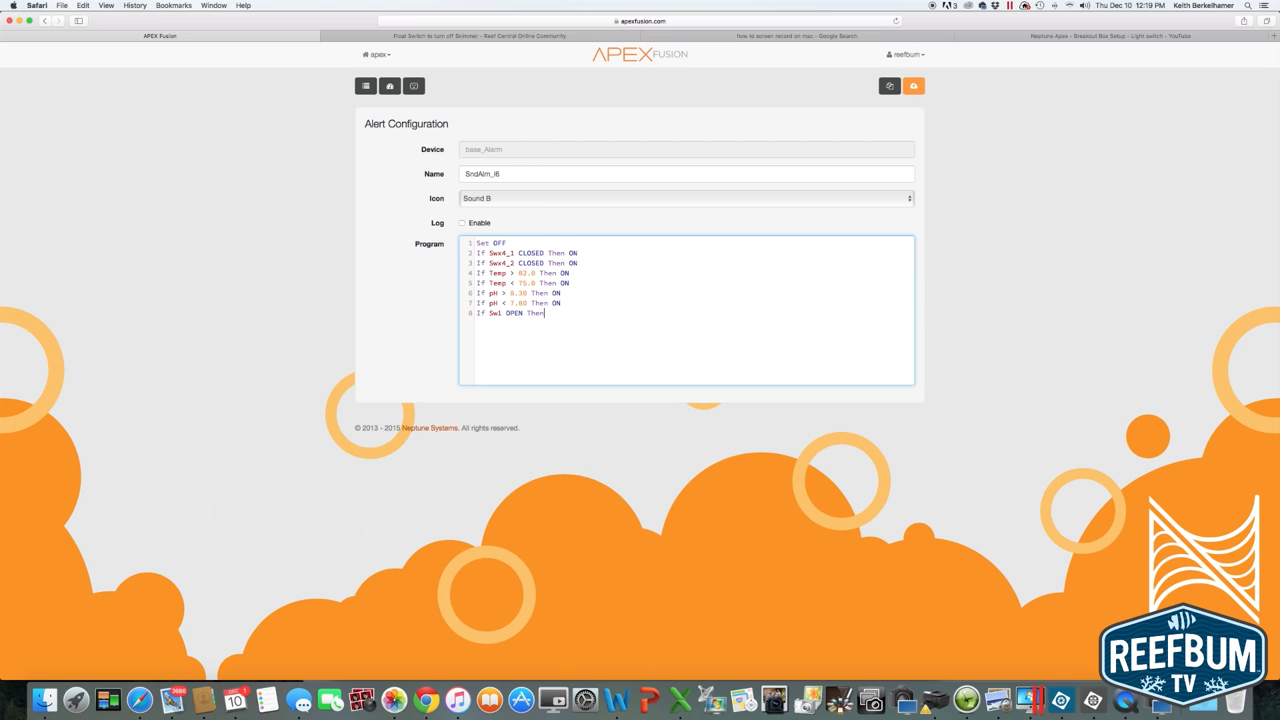 Safari File Edit View History Bookmarks Window Help
3 Thu Dec 10 12:19 PM Keith Berkelhamer
apexfusion.com
APEX Fusion
Float Switch to turn off Skimmer - Reef Central Online Community
how to screen record on mac - Google Search
Neptune Apex - Breakout Box Setup - Light switch - YouTube
apex
APEX FUSION
reefbum
Alert Configuration
Device base_Alarm
Name SndAlm_I6
Icon Sound B
Log Enable
Program
1 Set OFF
2 If Swx4_1 CLOSED Then ON
3 If Swx4_2 CLOSED Then ON
4 If Temp > 82.0 Then ON
5 If Temp < 75.0 Then ON
6 If pH > 8.30 Then ON
7 If pH < 7.80 Then ON
8 If Sw1 OPEN Then
© 2013 - 2015 Neptune Systems. All rights reserved.
REEFBUM
TV